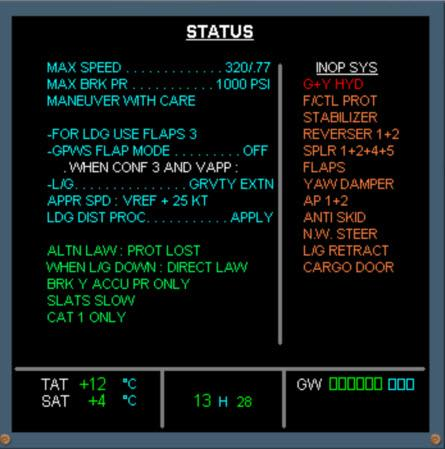 STATUS
MAX SPEED . . . . . . . . . . . . 320/.77
MAX BRK PR . . . . . . . . . . . 1000 PSI
MANEUVER WITH CARE
-FOR LDG USE FLAPS 3
-GPWS FLAP MODE . . . . . . . . . OFF
. WHEN CONF 3 AND VAPP :
-L/G. . . . . . . . . . . . . . . GRVTY EXTN
APPR SPD : VREF + 25 KT
LDG DIST PROC. . . . . . . . . . . APPLY
ALTN LAW : PROT LOST
WHEN L/G DOWN : DIRECT LAW
BRK Y ACCU PR ONLY
SLATS SLOW
CAT 1 ONLY
INOP SYS
G+Y HYD
F/CTL PROT
STABILIZER
REVERSER 1+2
SPLR 1+2+4+5
FLAPS
YAW DAMPER
AP 1+2
ANTI SKID
N.W. STEER
L/G RETRACT
CARGO DOOR
TAT +12 °C
SAT +4 °C
13 H 28
GW